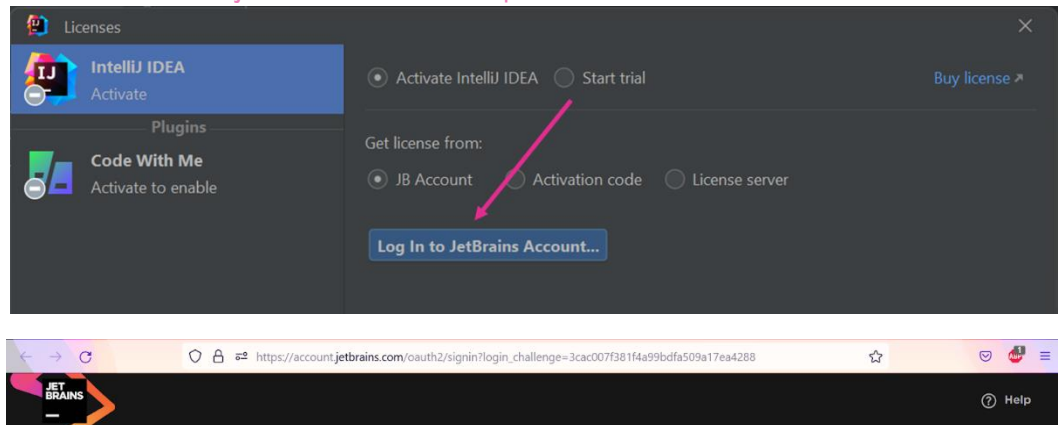 Licenses
IntelliJ IDEA
Activate
Activate IntelliJ IDEA Start trial Buy license
Plugins
Code With Me
Activate to enable
Get license from:
JB Account Activation code License server
Log In to JetBrains Account...
https://account.jetbrains.com/oauth2/signin?login_challenge=3cac007f381f4a99bdfa509a17ea4288
JET
BRAINS
Help